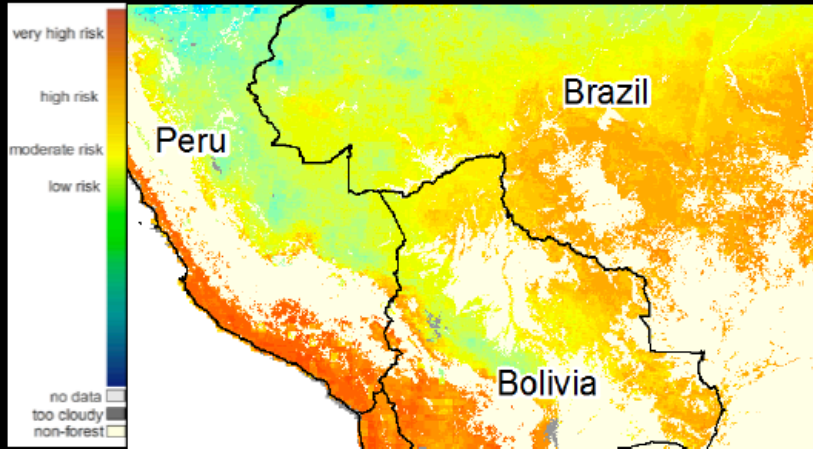 very high risk
high risk
moderate risk
low risk
no data
too cloudy
non-forest
Brazil
Peru
Bolivia